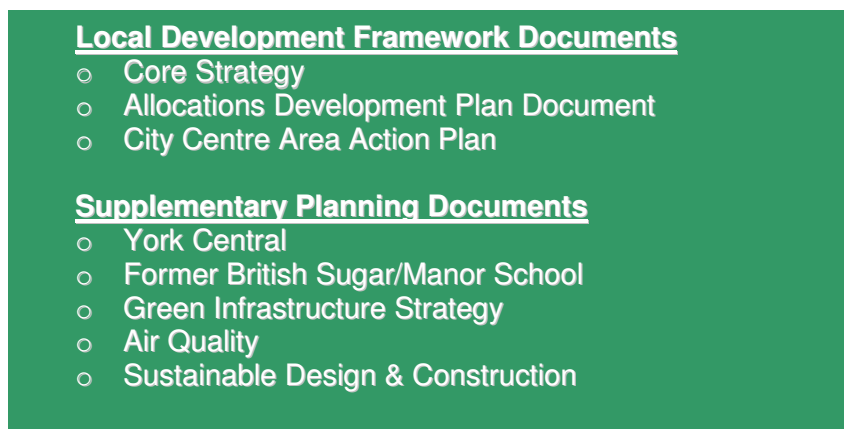 Local Development Framework Documents
o Core Strategy
o Allocations Development Plan Document
o City Centre Area Action Plan
Supplementary Planning Documents
o York Central
o Former British Sugar/Manor School
o Green Infrastructure Strategy
o Air Quality
o Sustainable Design & Construction